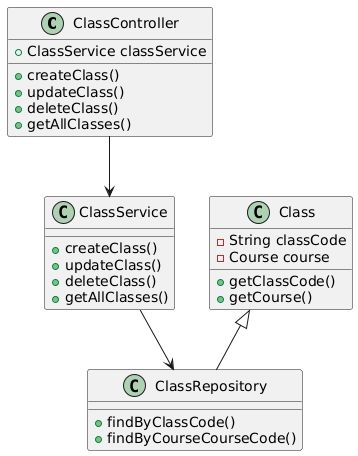 C ClassController
ClassService classService
createClass()
updateClass()
deleteClass()
getAllClasses()
C ClassService
createClass()
updateClass()
deleteClass()
getAllClasses()
C Class
String classCode
Course course
getClassCode()
getCourse()
C ClassRepository
findByClassCode()
findByCourseCourseCode()